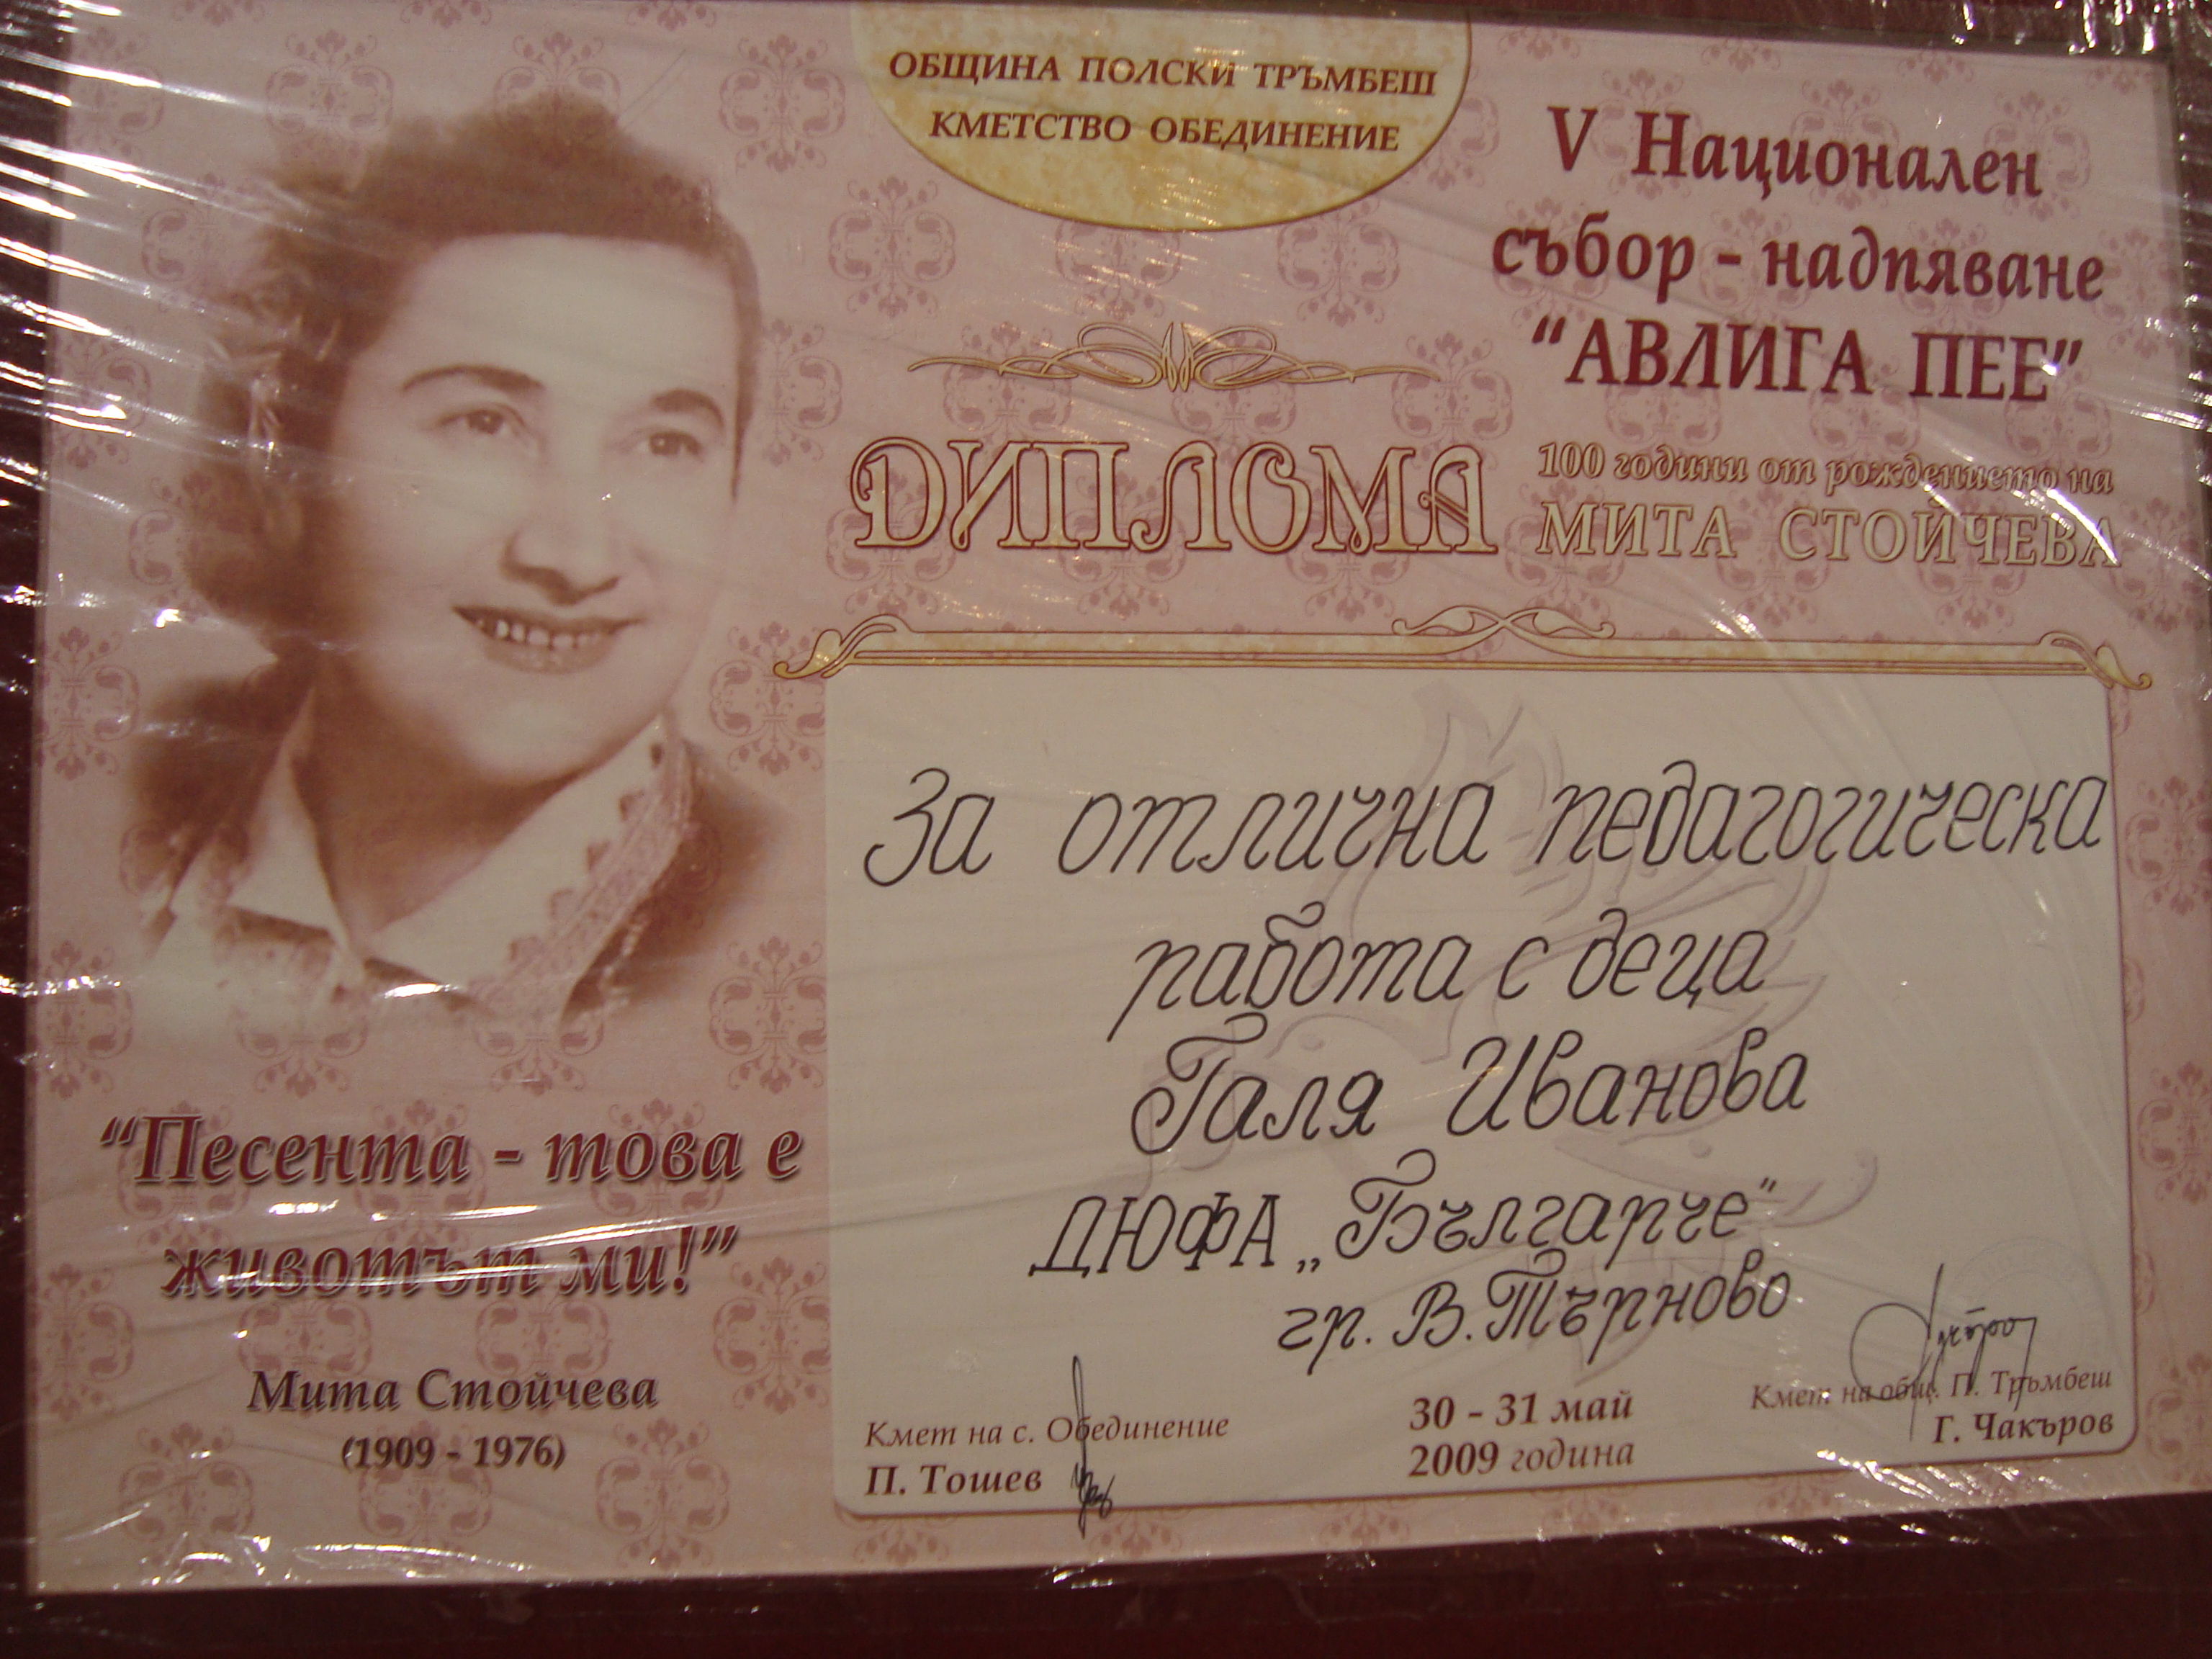 ОБЩИНА ПОЛСКИ ТРЪМБЕШ
КМЕТСТВО ОБЕДИНЕНИЕ
V Национален
събор - надпяване
“АВЛИГА ПЕЕ”
ДИПЛОМА
100 години от рождението на
МИТА СТОЙЧЕВА
За отлична педагогическа
работа с деца
Галя Иванова
ДЮФА „Българче”
гр. В. Търново
“Песента - това е
животът ми!”
Мита Стойчева
(1909 - 1976)
Кмет на с. Обединение
П. Тошев
30 - 31 май
2009 година
Кмет на общ. П. Тръмбеш
Г. Чакъров